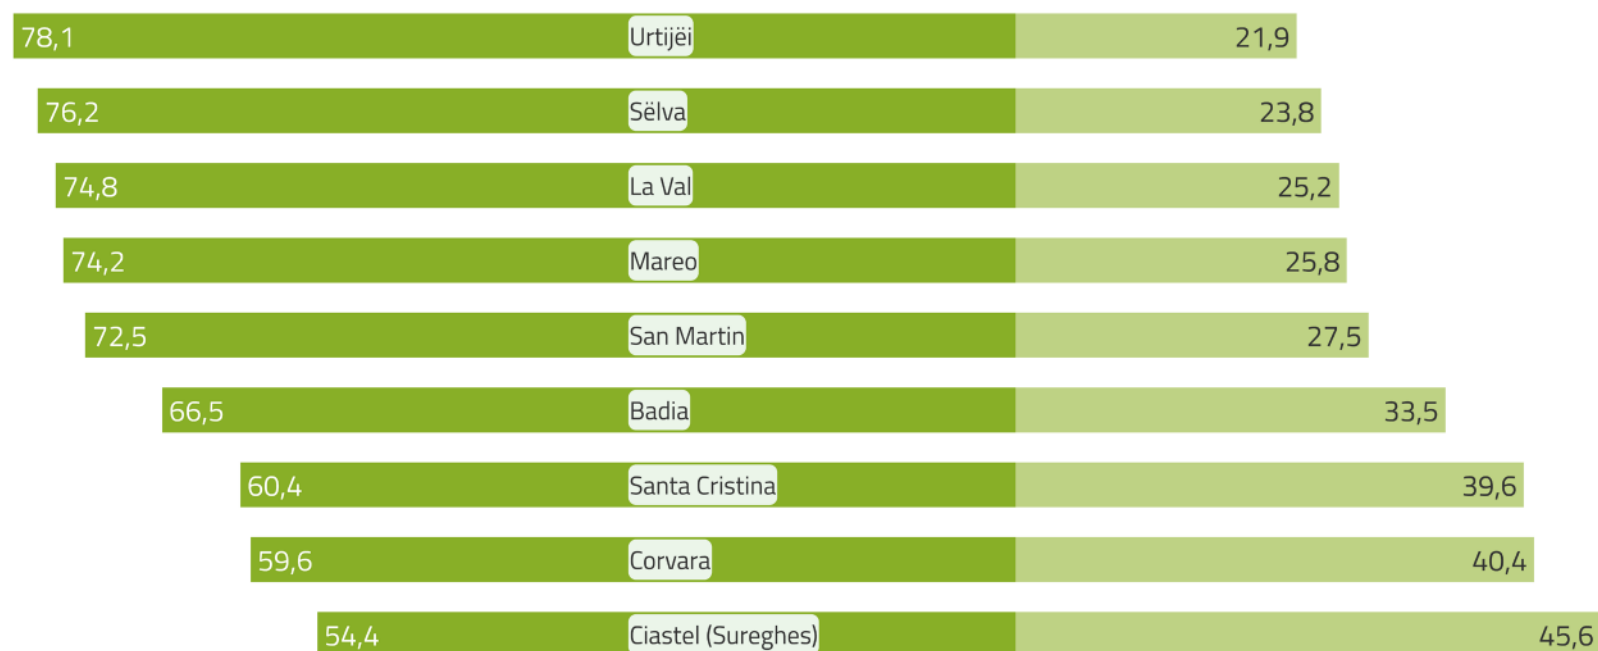 78,1 Urtijëi 21,9
76,2 Sëlva 23,8
74,8 La Val 25,2
74,2 Mareo 25,8
72,5 San Martin 27,5
66,5 Badia 33,5
60,4 Santa Cristina 39,6
59,6 Corvara 40,4
54,4 Ciastel (Sureghes) 45,6